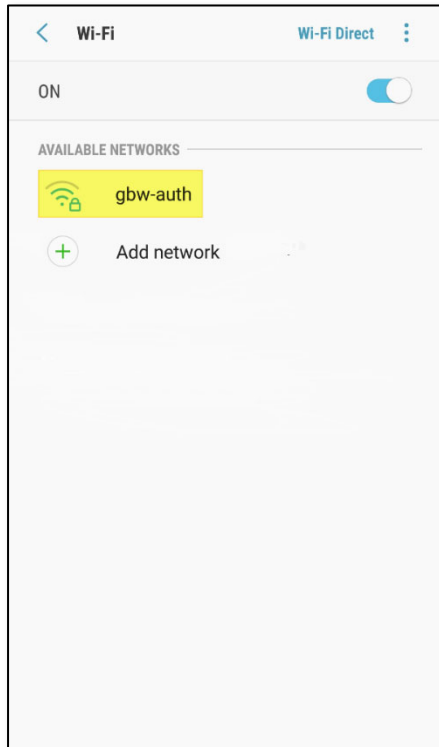 Wi-Fi Wi-Fi Direct
ON
AVAILABLE NETWORKS
gbw-auth
Add network